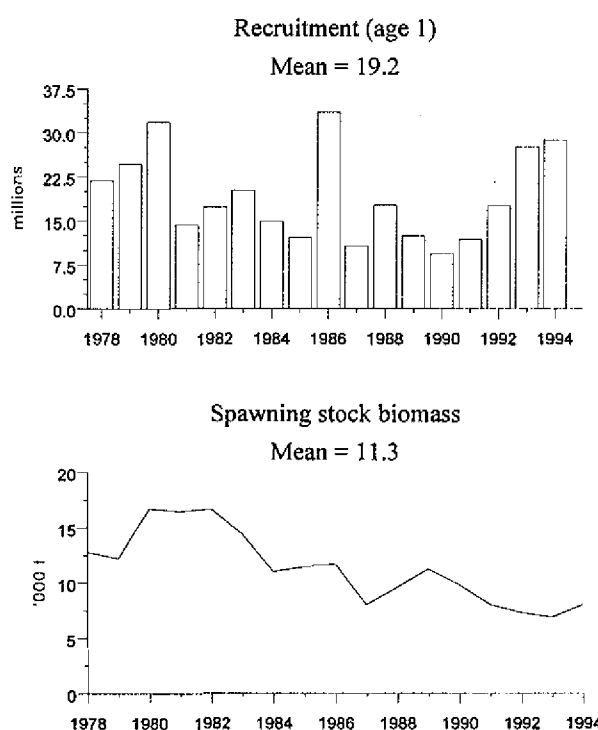 Recruitment (age 1)
Mean = 19.2
37.5
30.0
22.5
15.0
7.5
0.0
millions
1978 1980 1982 1984 1986 1988 1990 1992 1994
Spawning stock biomass
Mean = 11.3
20
15
10
5
0
'000 t
1978 1980 1982 1984 1986 1988 1990 1992 1994